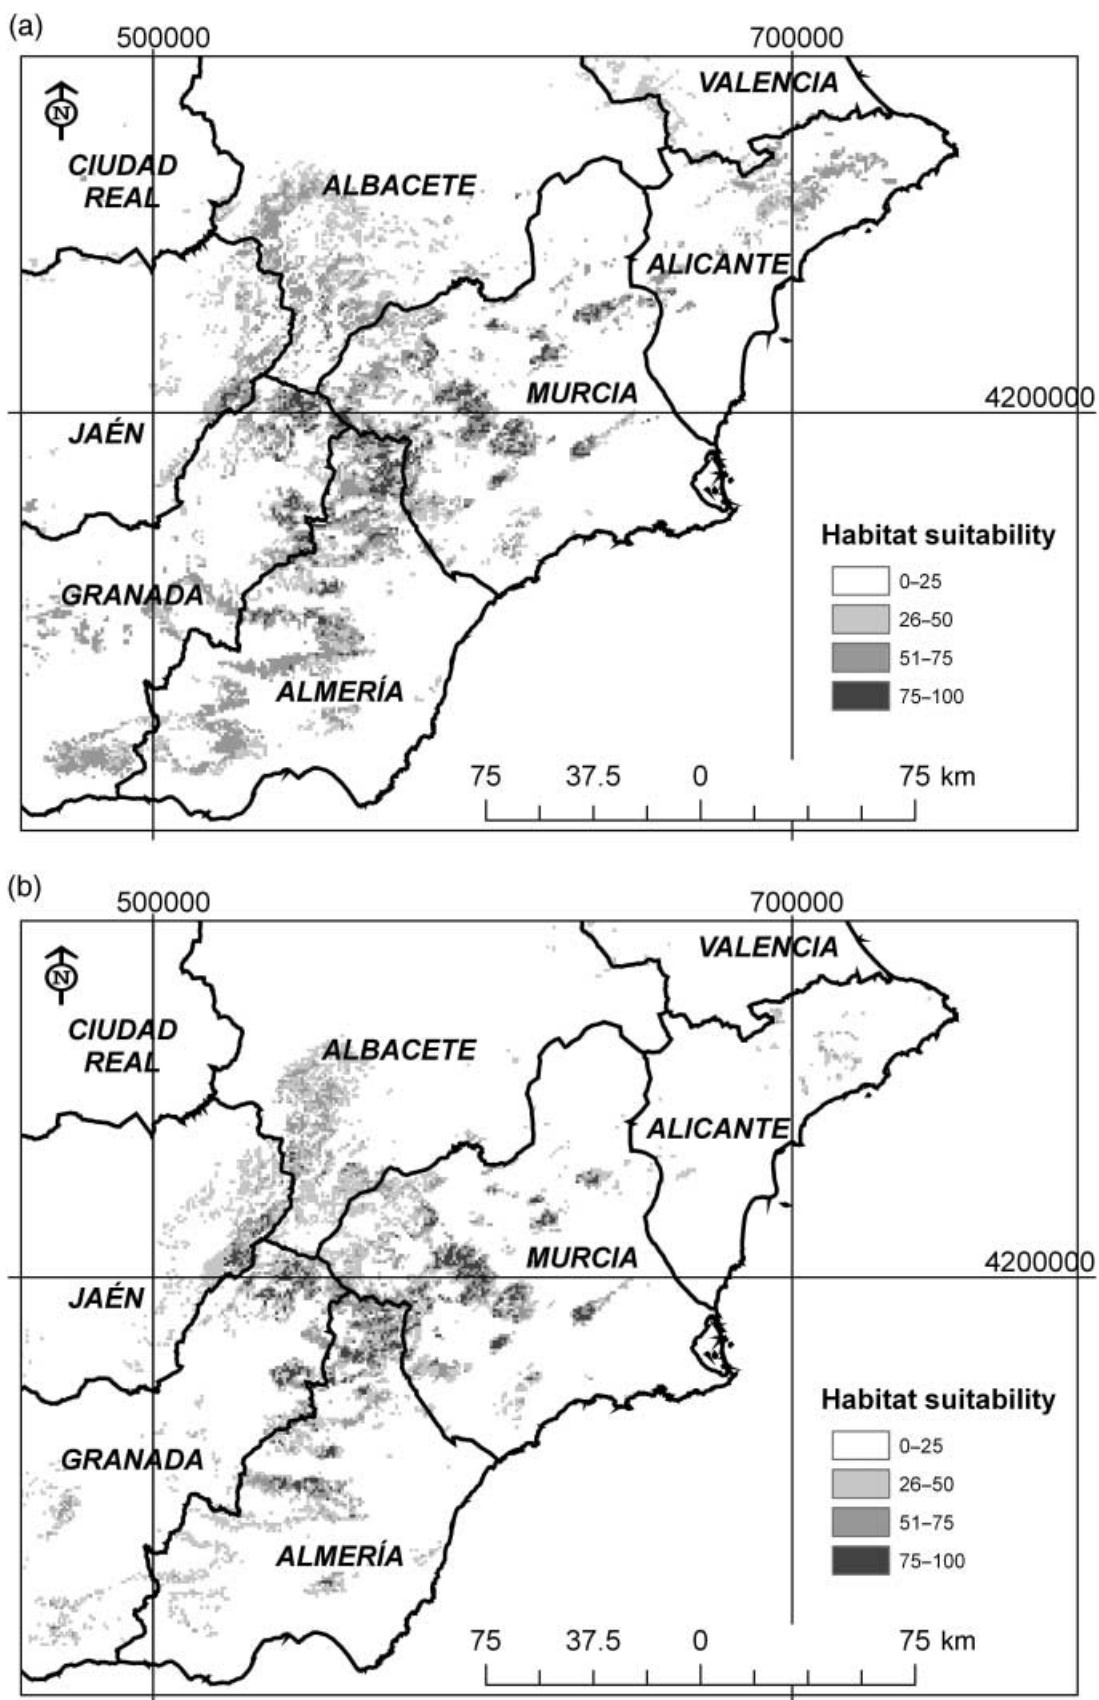 (a)
500000 700000
N
VALENCIA
CIUDAD
REAL
ALBACETE
ALICANTE
MURCIA
4200000
JAÉN
Habitat suitability
0–25
GRANADA
26–50
51–75
ALMERÍA
75–100
75 37.5 0 75 km
(b)
500000 700000
N
VALENCIA
CIUDAD
REAL
ALBACETE
ALICANTE
MURCIA
4200000
JAÉN
Habitat suitability
0–25
GRANADA
26–50
51–75
ALMERÍA
75–100
75 37.5 0 75 km